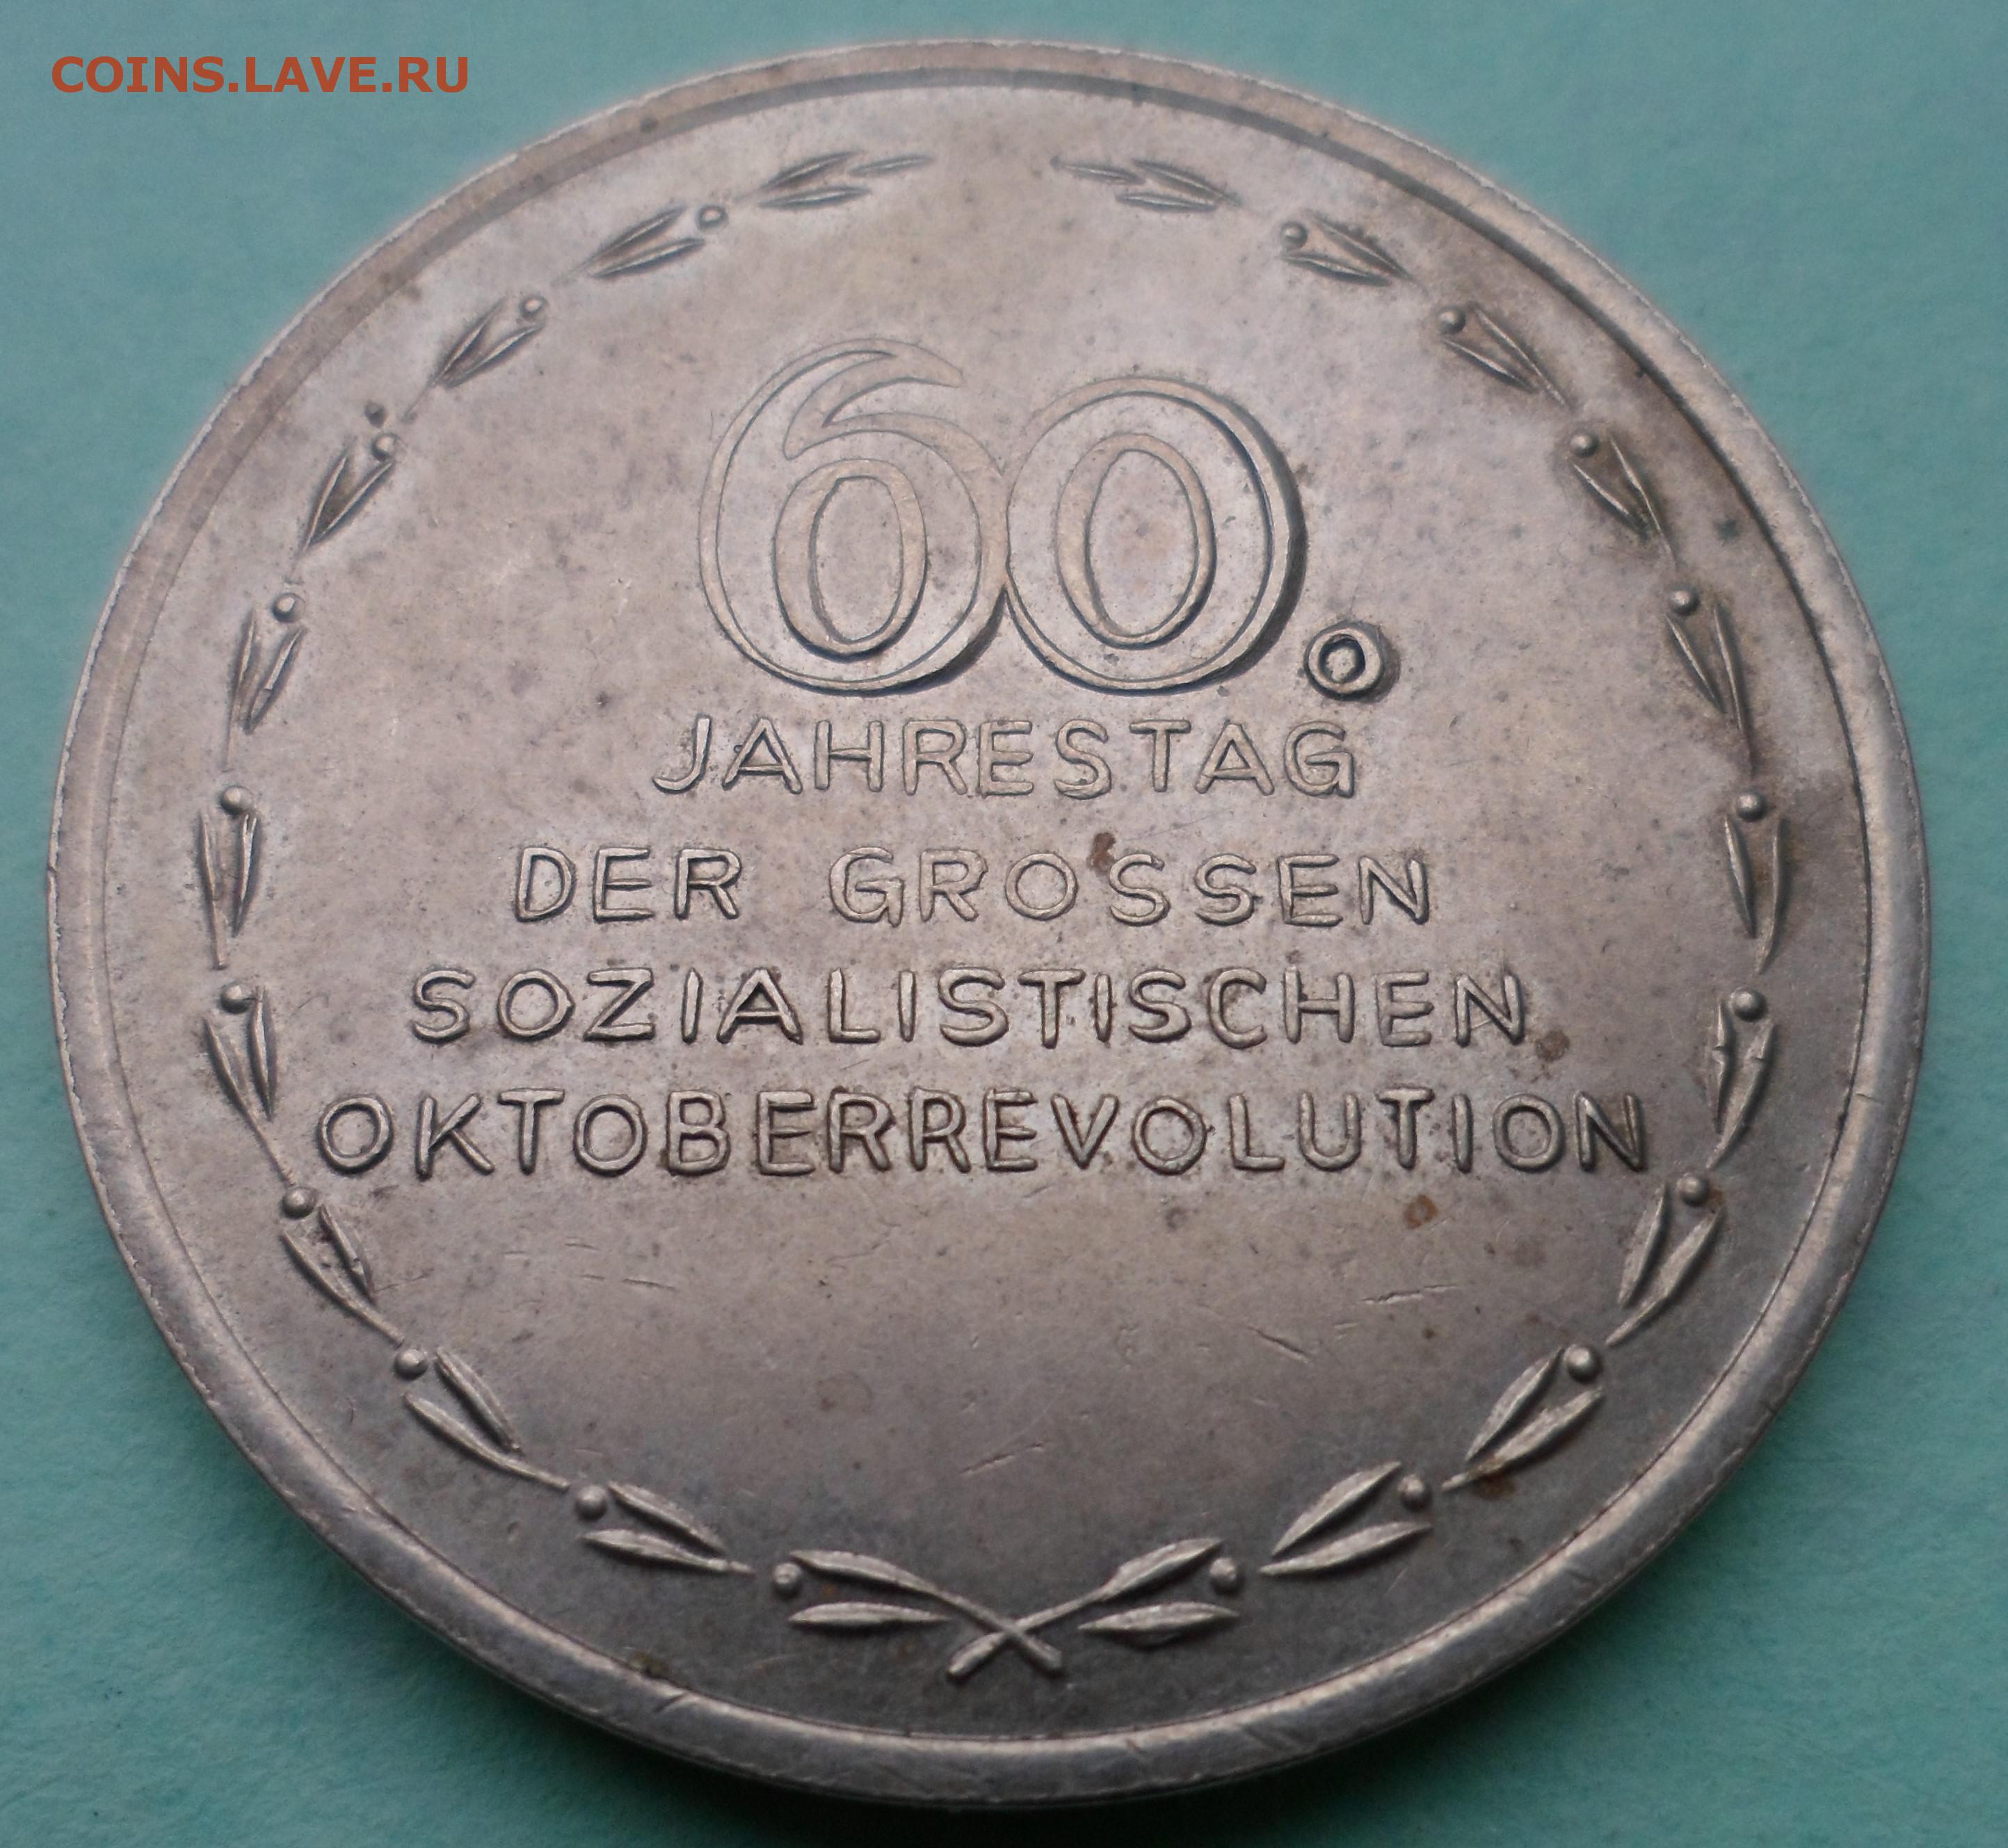 COINS.LAVE.RU
60.
JAHRESTAG
DER GROSSEN
SOZIALISTISCHEN
OKTOBERREVOLUTION